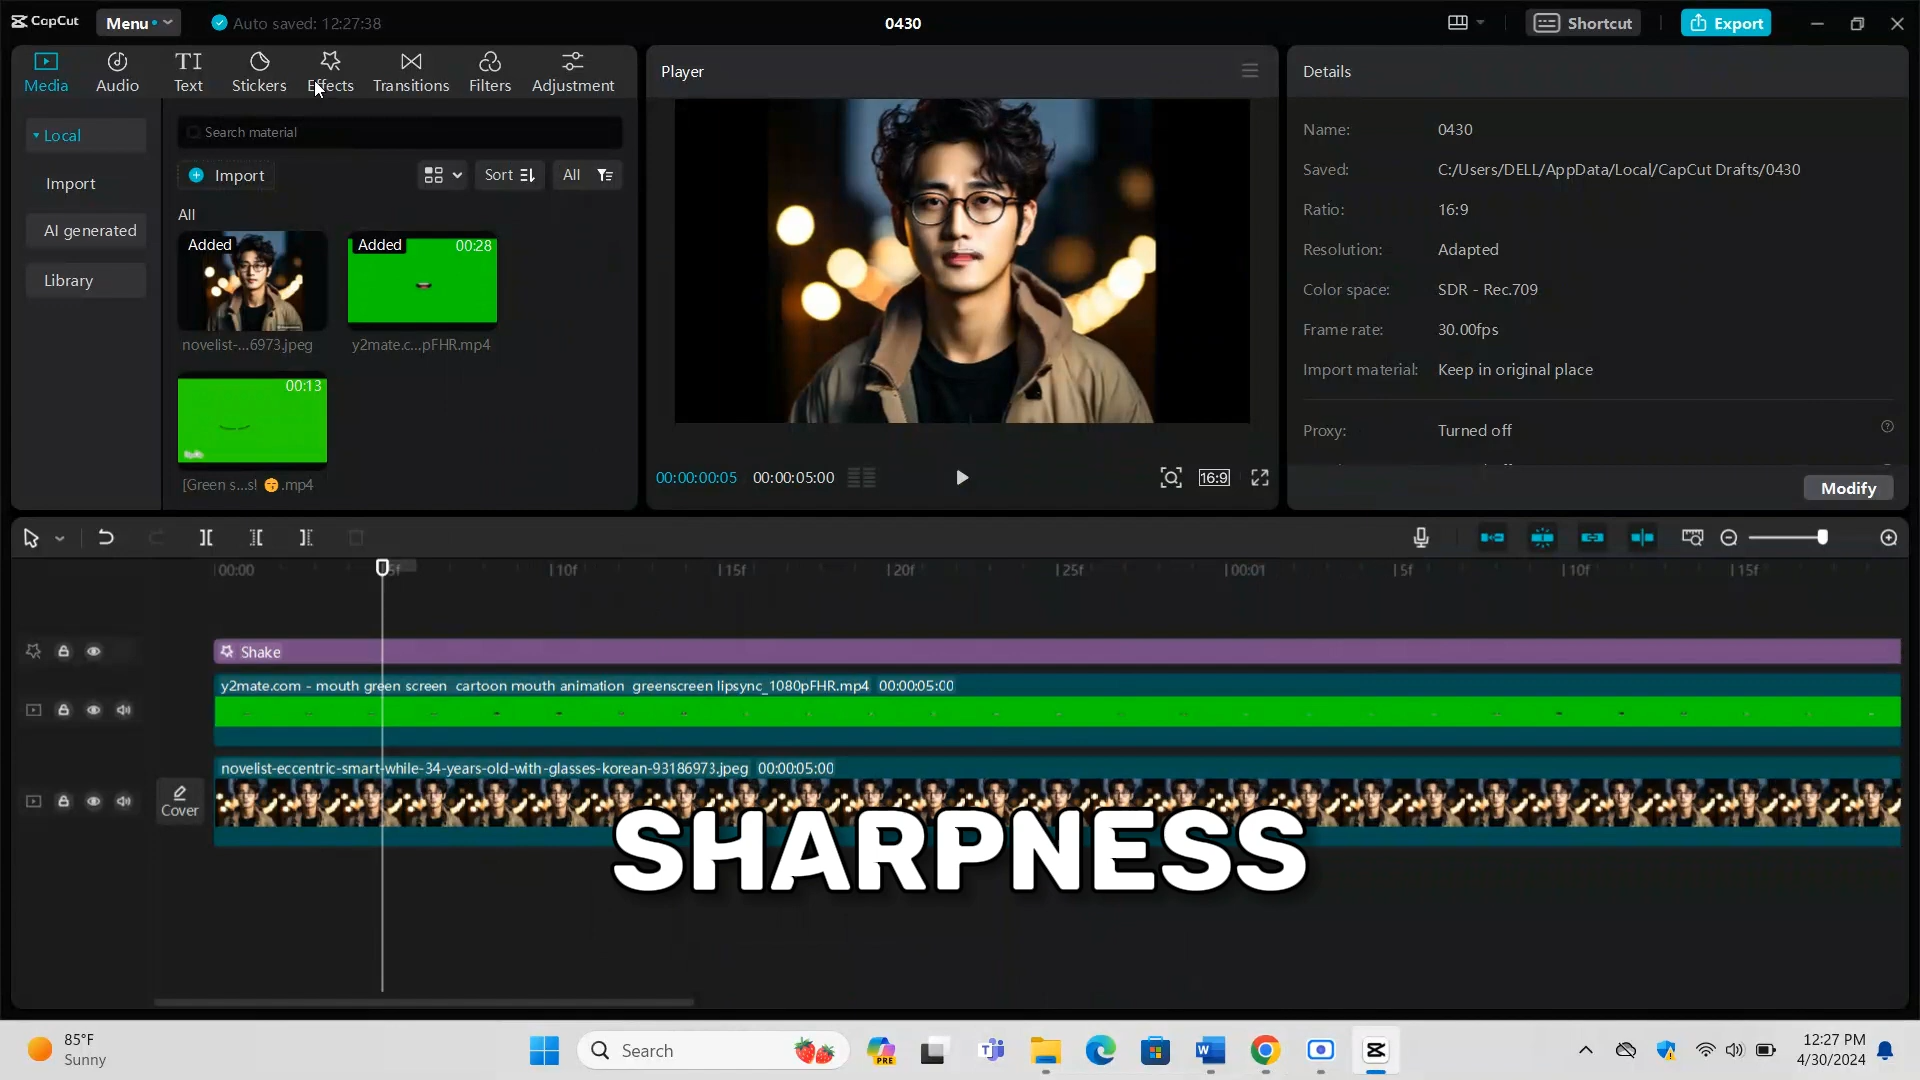 CapCut
Menu
Auto saved: 12:27:38
0430
Shortcut
Export
Media
Audio
Text
Stickers
Effects
Transitions
Filters
Adjustment
Local
Import
AI generated
Library
Search material
Import
Sort
All
All
Added
novelist-...6973.jpeg
Added
00:28
y2mate.c...pFHR.mp4
00:13
[Green s...s! 😙.mp4
Player
00:00:00:05
00:00:05:00
16:9
Details
Name:
0430
Saved:
C:/Users/DELL/AppData/Local/CapCut Drafts/0430
Ratio:
16:9
Resolution:
Adapted
Color space:
SDR - Rec.709
Frame rate:
30.00fps
Import material:
Keep in original place
Proxy:
Turned off
Modify
00:00
5f
10f
15f
20f
25f
00:01
5f
10f
15f
Shake
y2mate.com - mouth green screen cartoon mouth animation greenscreen lipsync_1080pFHR.mp4 00:00:05:00
Cover
novelist-eccentric-smart-while-34-years-old-with-glasses-korean-93186973.jpeg 00:00:05:00
SHARPNESS
85°F
Sunny
Search
PRE
12:27 PM
4/30/2024